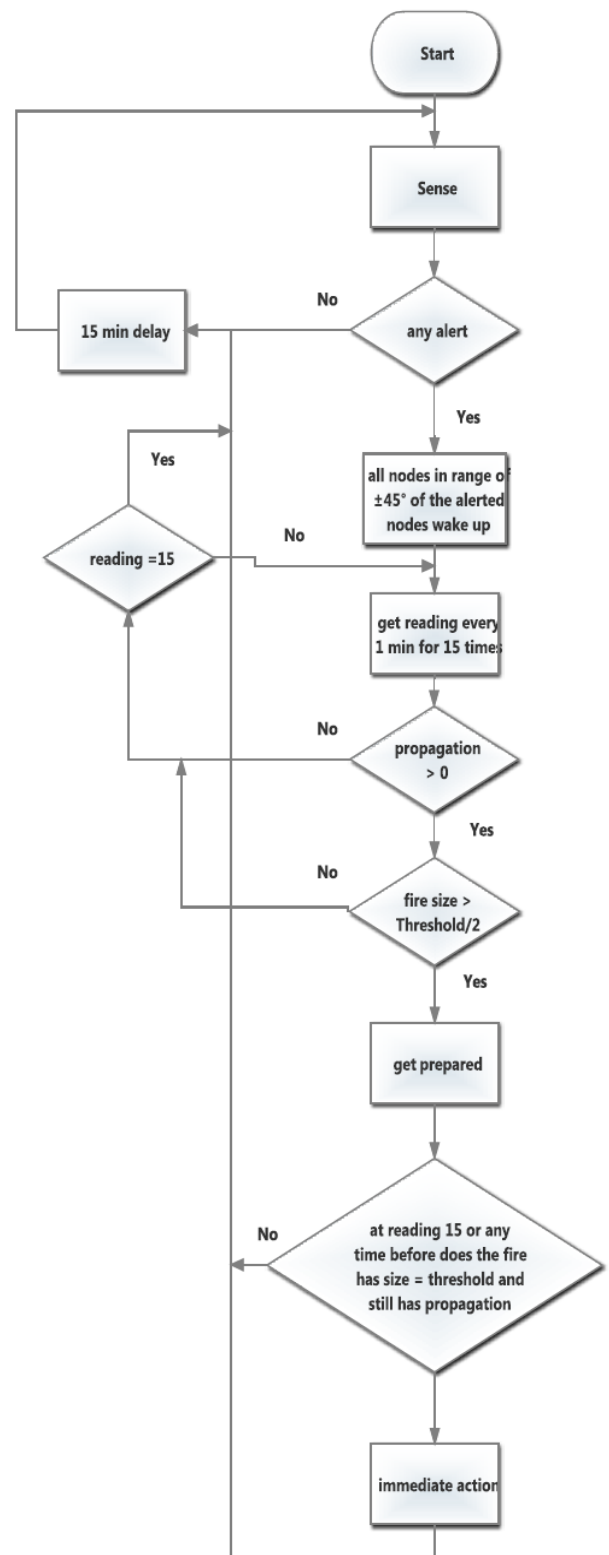 Start
Sense
No
15 min delay
any alert
Yes
Yes
all nodes in range of
±45° of the alerted
nodes wake up
No
reading =15
get reading every
1 min for 15 times
No
propagation
> 0
Yes
No
fire size >
Threshold/2
Yes
get prepared
No
at reading 15 or any
time before does the fire
has size = threshold and
still has propagation
immediate action